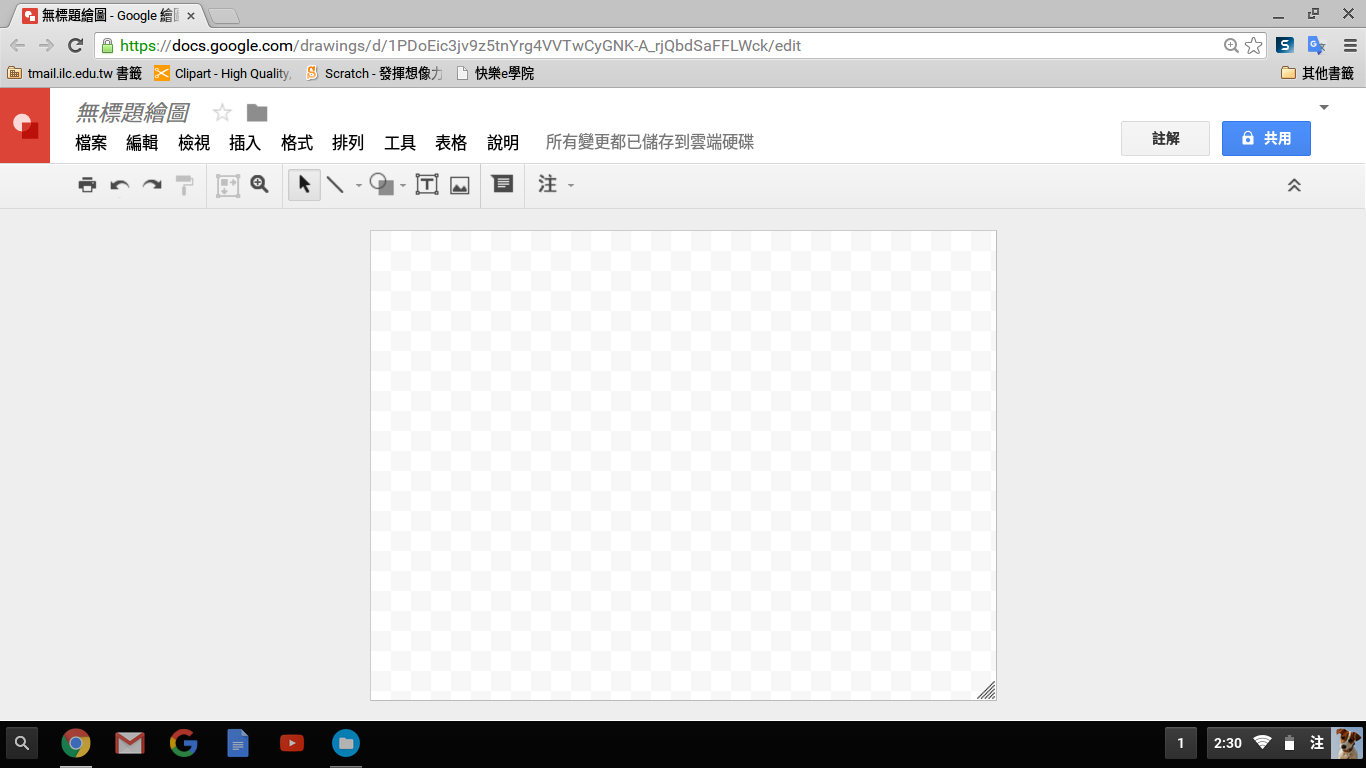 無標題繪圖 - Google 繪
https://docs.google.com/drawings/d/1PDoEic3jv9z5tnYrg4VVTwCyGNK-A_rjQbdSaFFLWck/edit
tmail.ilc.edu.tw 書籤 Clipart - High Quality, Scratch - 發揮想像力 快樂e學院 其他書籤
無標題繪圖
檔案 編輯 檢視 插入 格式 排列 工具 表格 說明 所有變更都已儲存到雲端硬碟 註解 共用
T 注
1 2:30 注